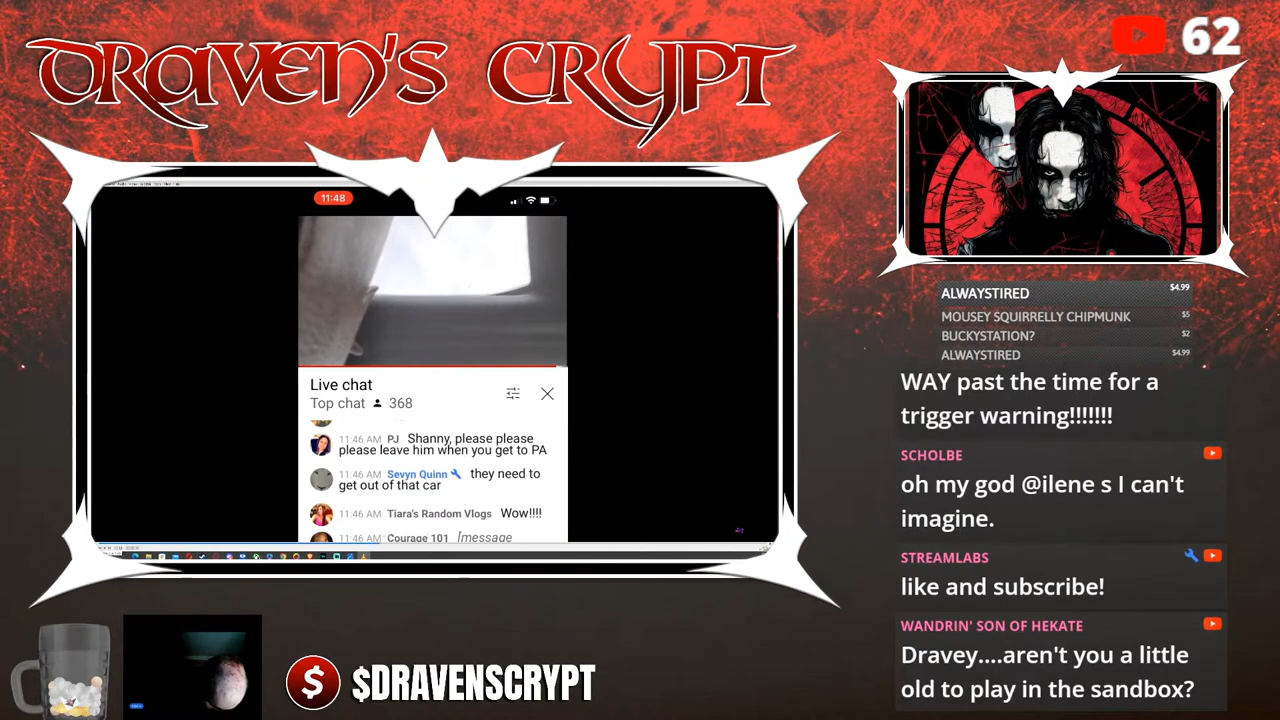 DRAVEN'S CRYPT
62
11:48
Live chat
Top chat 368
11:46 AM PJ Shanny, please please
please leave him when you get to PA
11:46 AM Sevyn Quinn they need to
get out of that car
11:46 AM Tiara's Random Vlogs Wow!!!!
11:46 AM Courage 101 [message
ALWAYSTIRED $4.99
MOUSEY SQUIRRELLY CHIPMUNK $5
BUCKYSTATION? $2
ALWAYSTIRED $4.99
WAY past the time for a
trigger warning!!!!!!!
SCHOLBE
oh my god @ilene s I can't
imagine.
STREAMLABS
like and subscribe!
WANDRIN' SON OF HEKATE
Dravey....aren't you a little
old to play in the sandbox?
$ $DRAVENSCRYPT